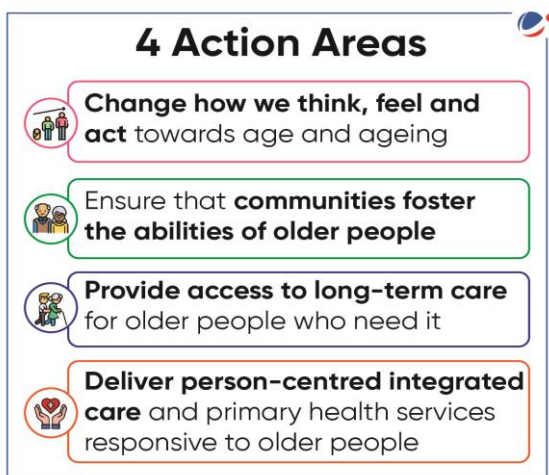 4 Action Areas
Change how we think, feel and
act towards age and ageing
Ensure that communities foster
the abilities of older people
Provide access to long-term care
for older people who need it
Deliver person-centred integrated
care and primary health services
responsive to older people